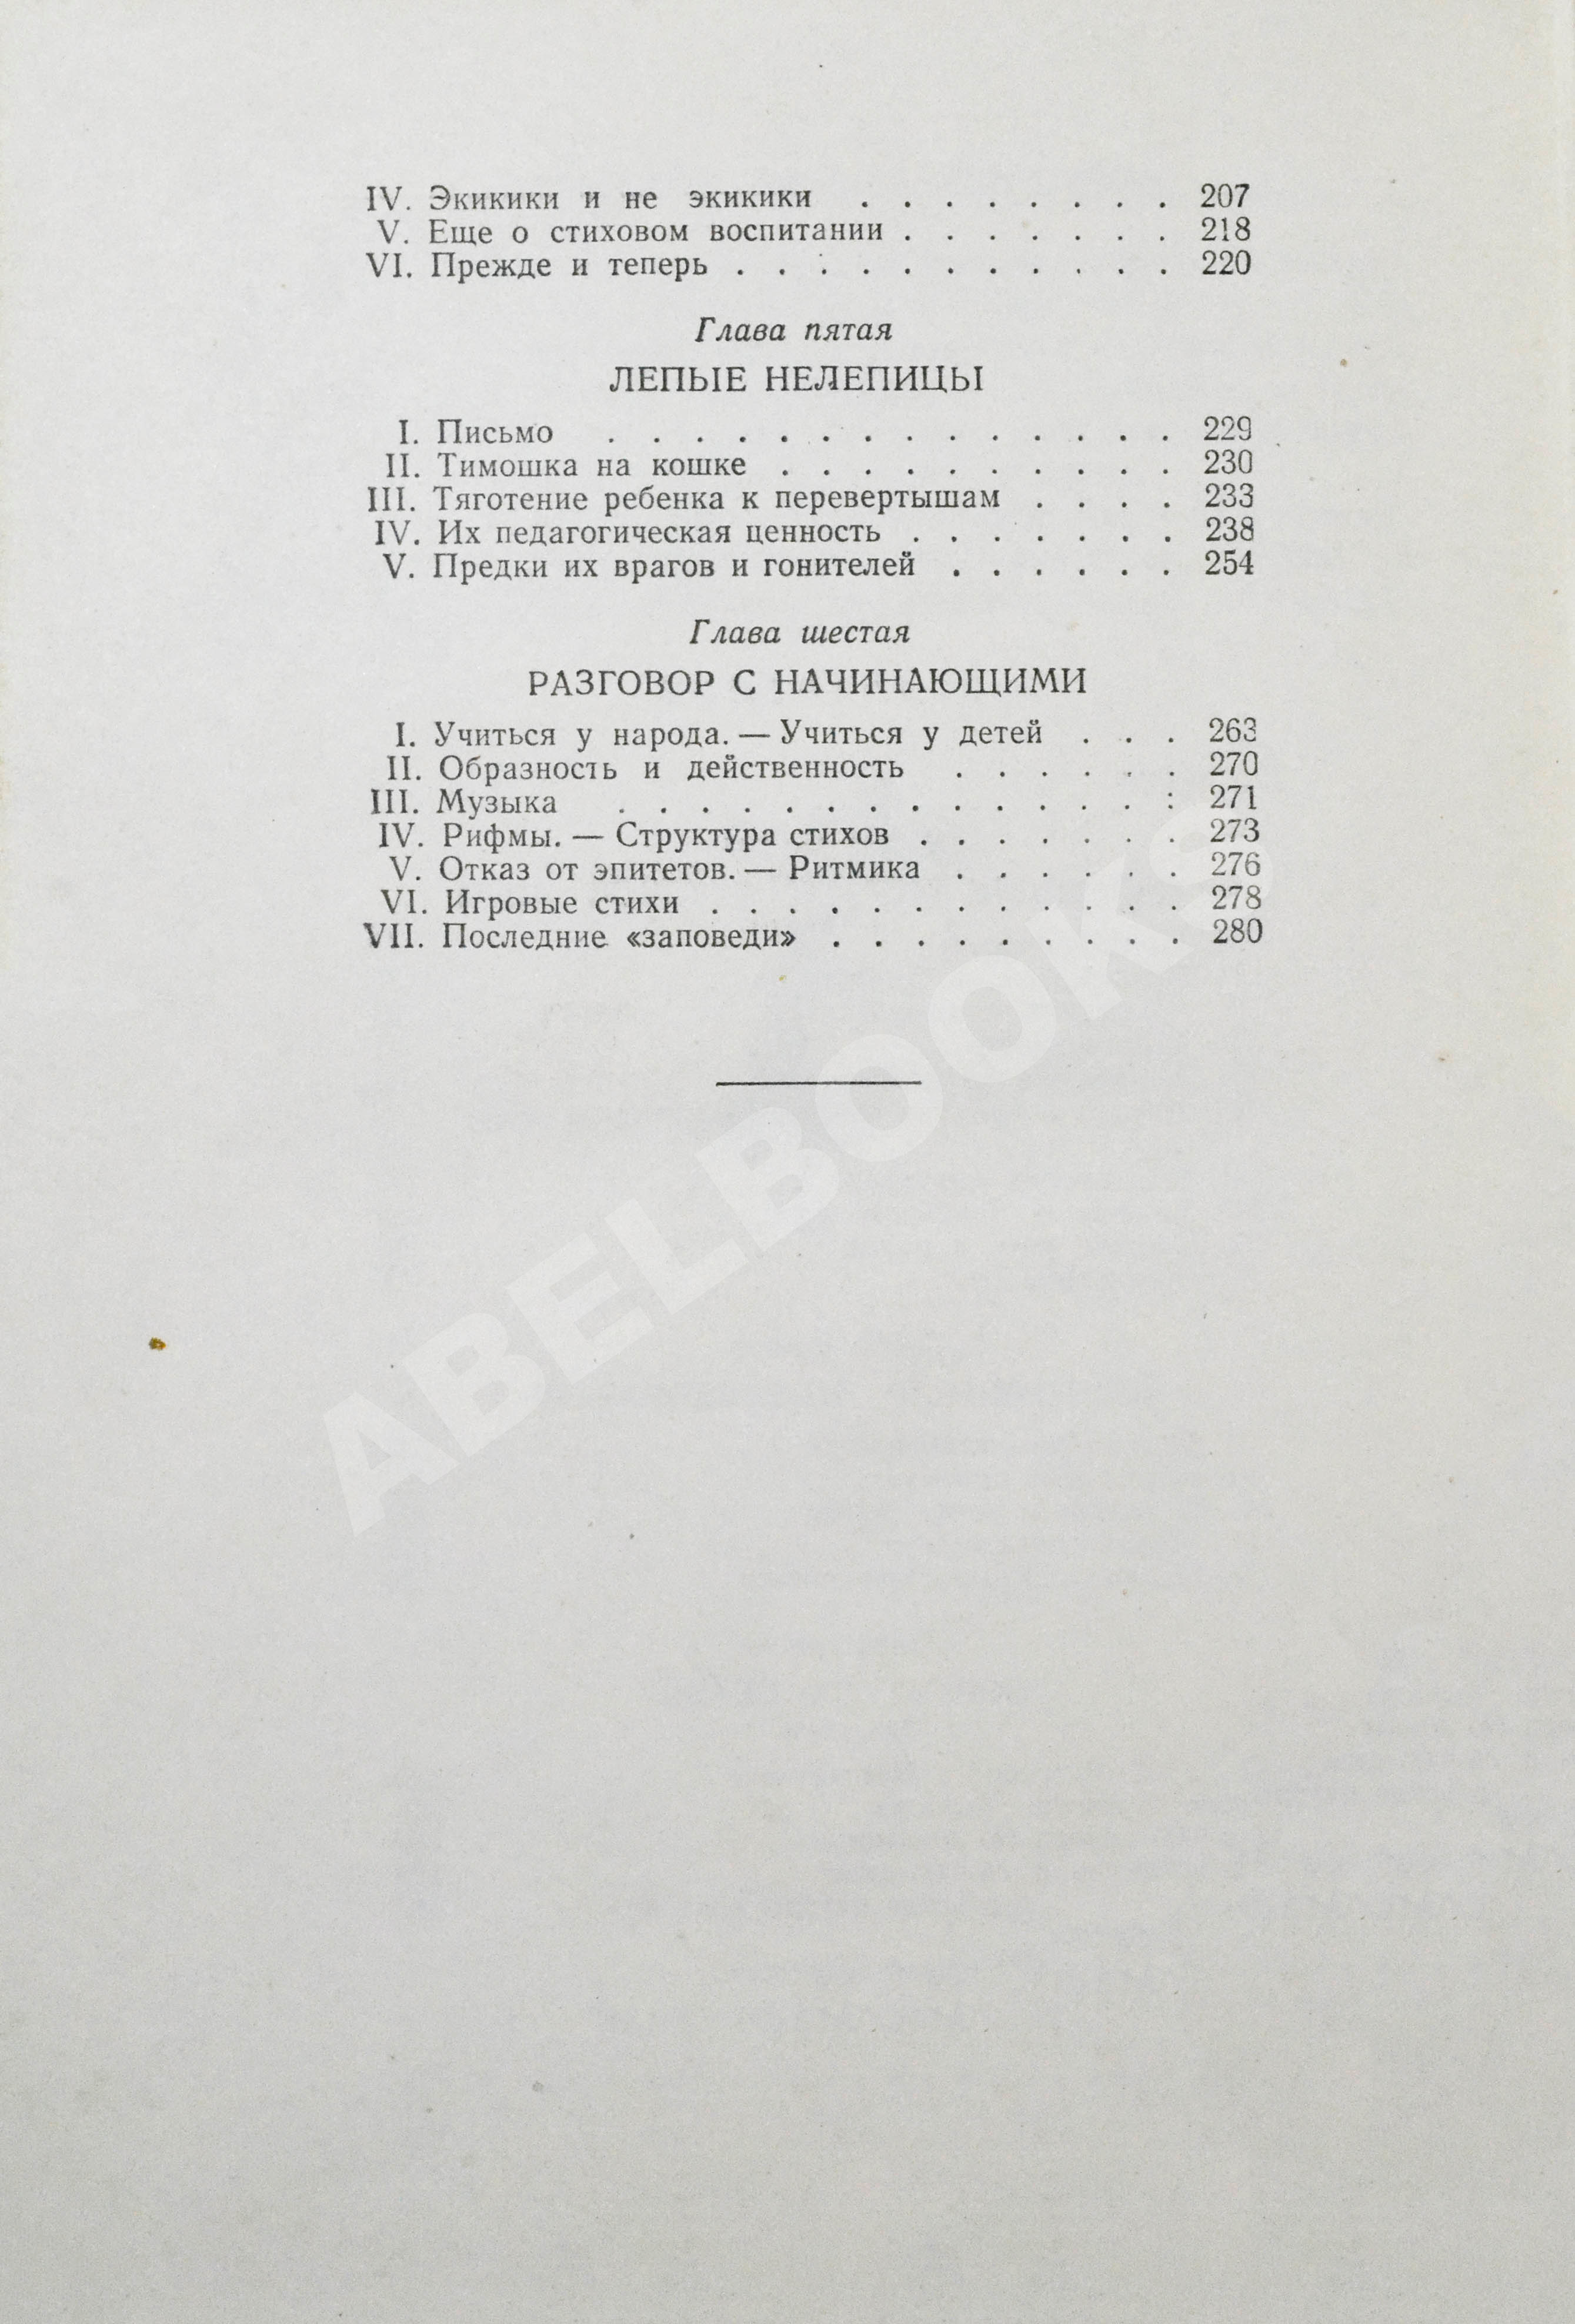 IV. Экикики и не экикики . . . . . . . . 207
V. Еще о стиховом воспитании . . . . . . . 218
VI. Прежде и теперь . . . . . . . . . . . 220
Глава пятая
ЛЕПЫЕ НЕЛЕПИЦЫ
I. Письмо . . . . . . . . . . . . . . 229
II. Тимошка на кошке . . . . . . . . . . 230
III. Тяготение ребенка к перевертышам . . . . 233
IV. Их педагогическая ценность . . . . . . . 238
V. Предки их врагов и гонителей . . . . . . 254
Глава шестая
РАЗГОВОР С НАЧИНАЮЩИМИ
I. Учиться у народа. — Учиться у детей . . . 263
II. Образность и действенность . . . . . . 270
III. Музыка . . . . . . . . . . . . . : 271
IV. Рифмы. — Структура стихов . . . . . . . 273
V. Отказ от эпитетов. — Ритмика . . . . . . 276
VI. Игровые стихи . . . . . . . . . . . . 278
VII. Последние «заповеди» . . . . . . . . . 280
ABELBOOKS